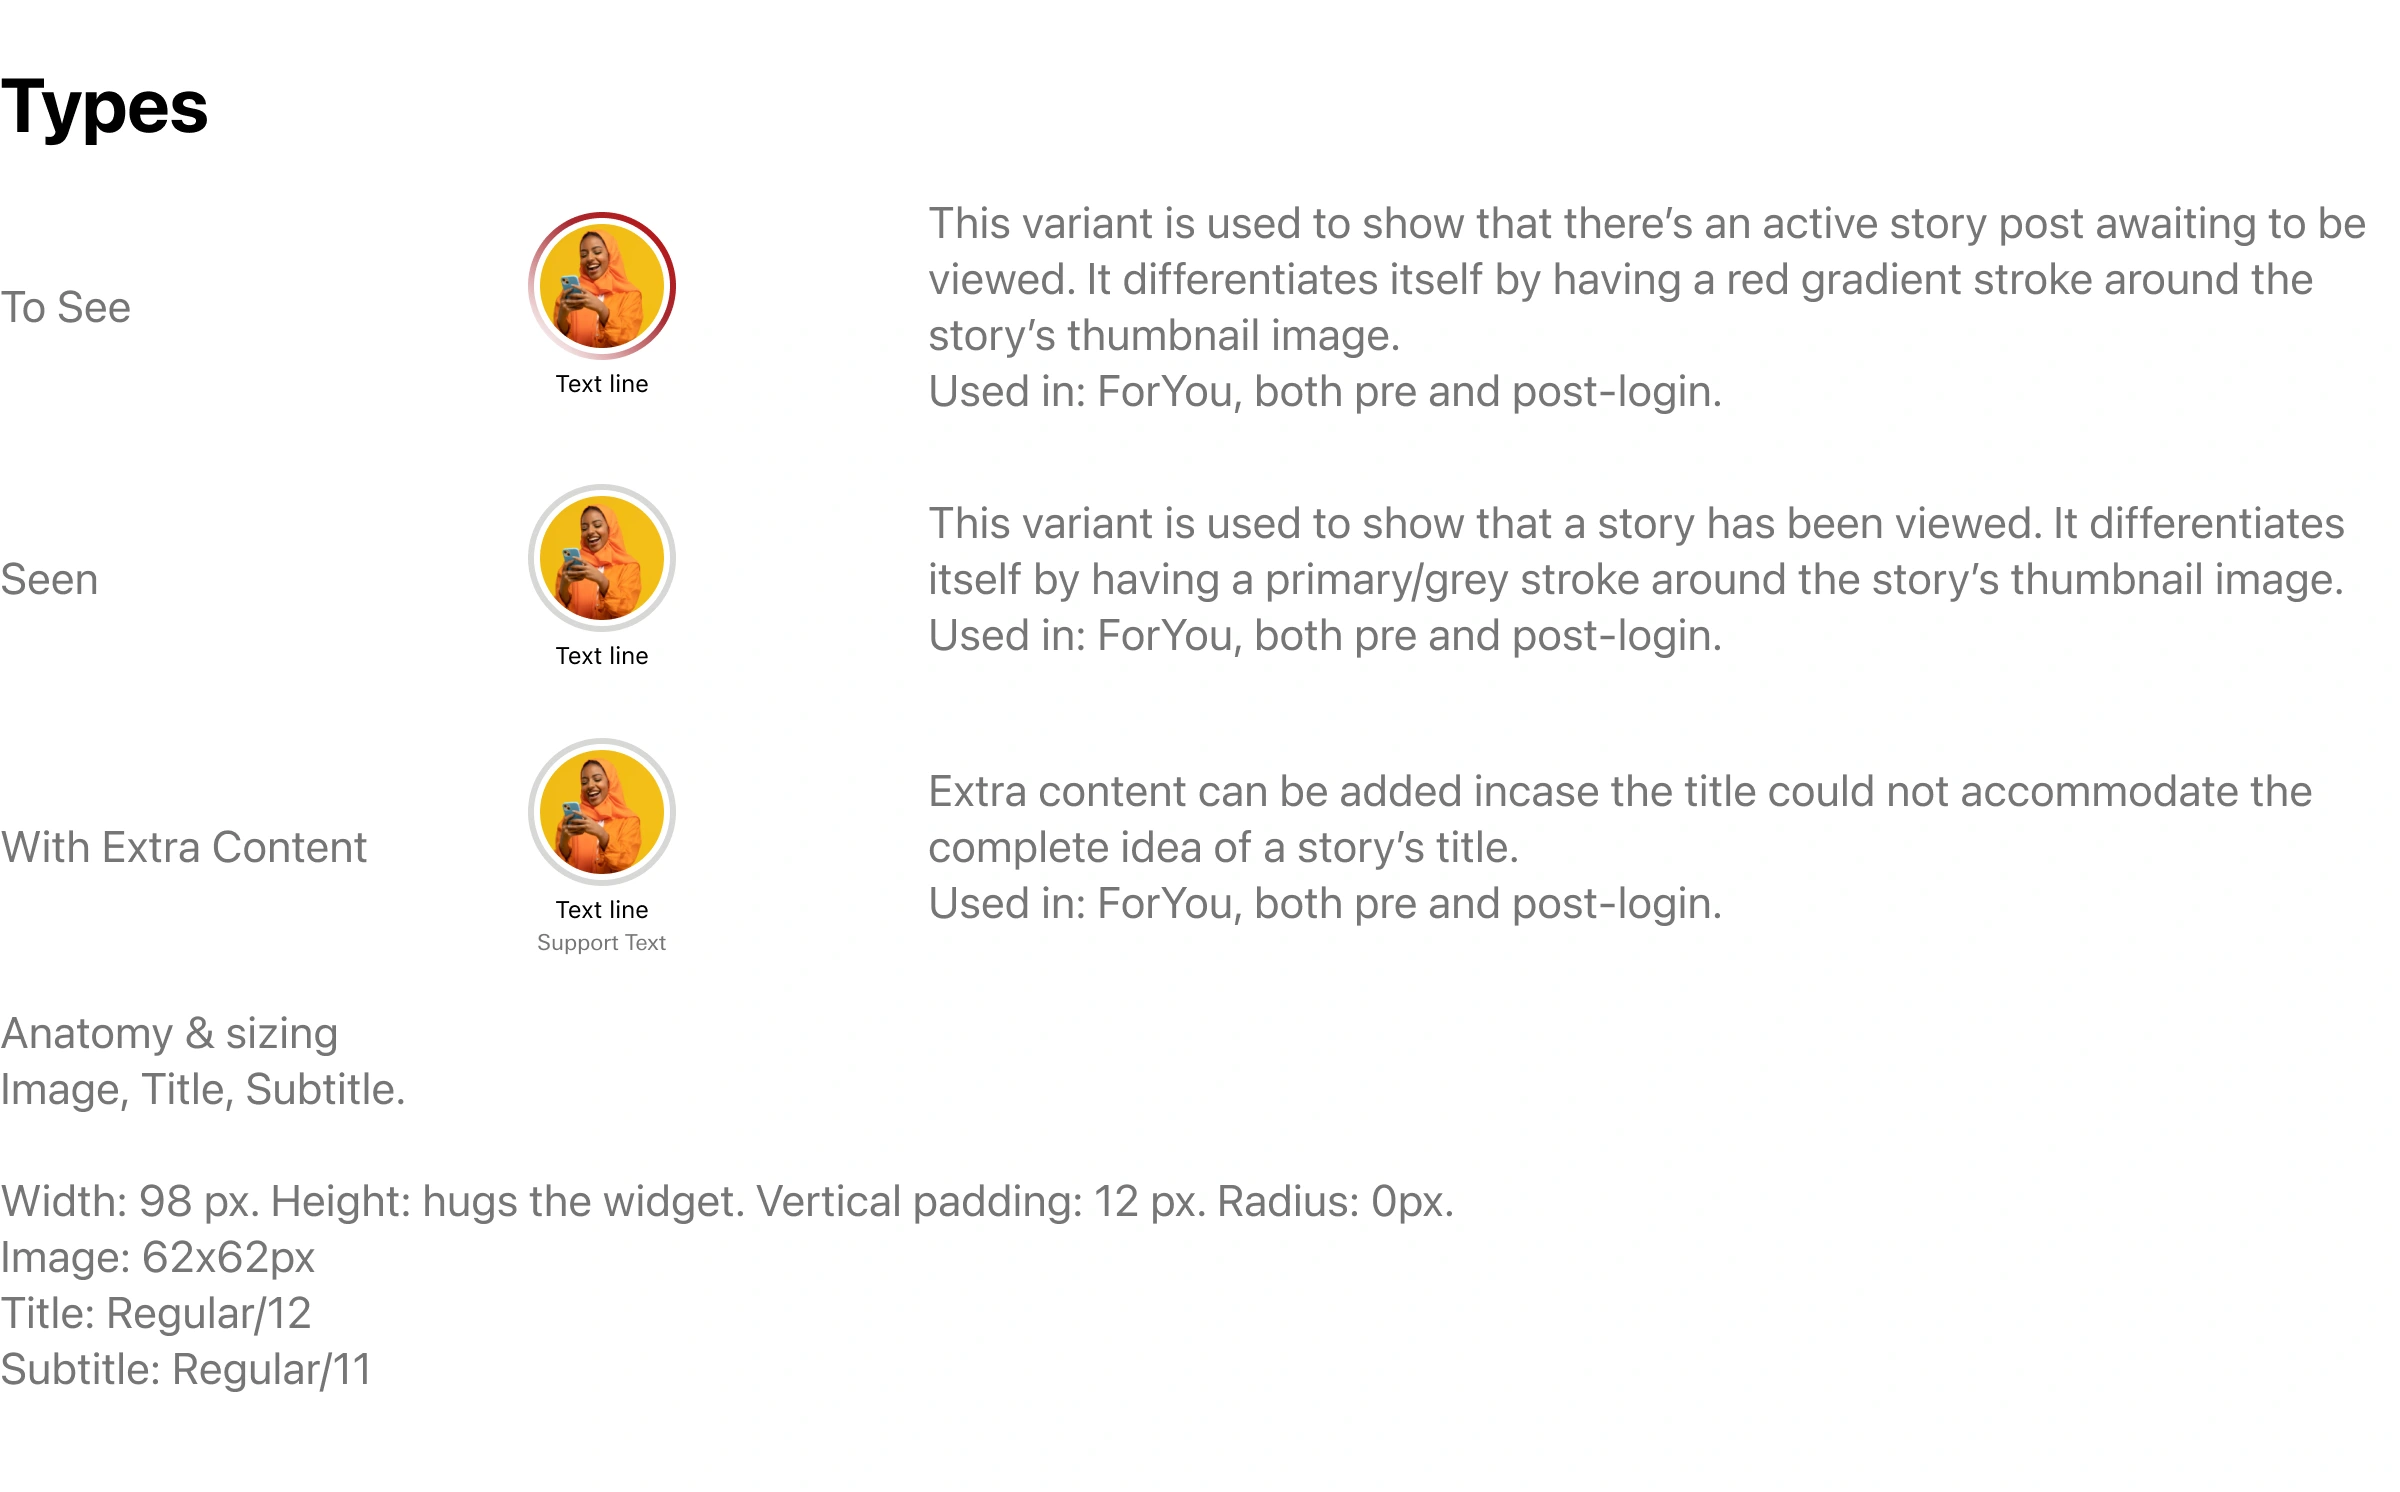 Types
To See
Text line
This variant is used to show that there’s an active story post awaiting to be
viewed. It differentiates itself by having a red gradient stroke around the
story’s thumbnail image.
Used in: ForYou, both pre and post-login.
Seen
Text line
This variant is used to show that a story has been viewed. It differentiates
itself by having a primary/grey stroke around the story’s thumbnail image.
Used in: ForYou, both pre and post-login.
With Extra Content
Text line
Support Text
Extra content can be added incase the title could not accommodate the
complete idea of a story’s title.
Used in: ForYou, both pre and post-login.
Anatomy & sizing
Image, Title, Subtitle.
Width: 98 px. Height: hugs the widget. Vertical padding: 12 px. Radius: 0px.
Image: 62x62px
Title: Regular/12
Subtitle: Regular/11